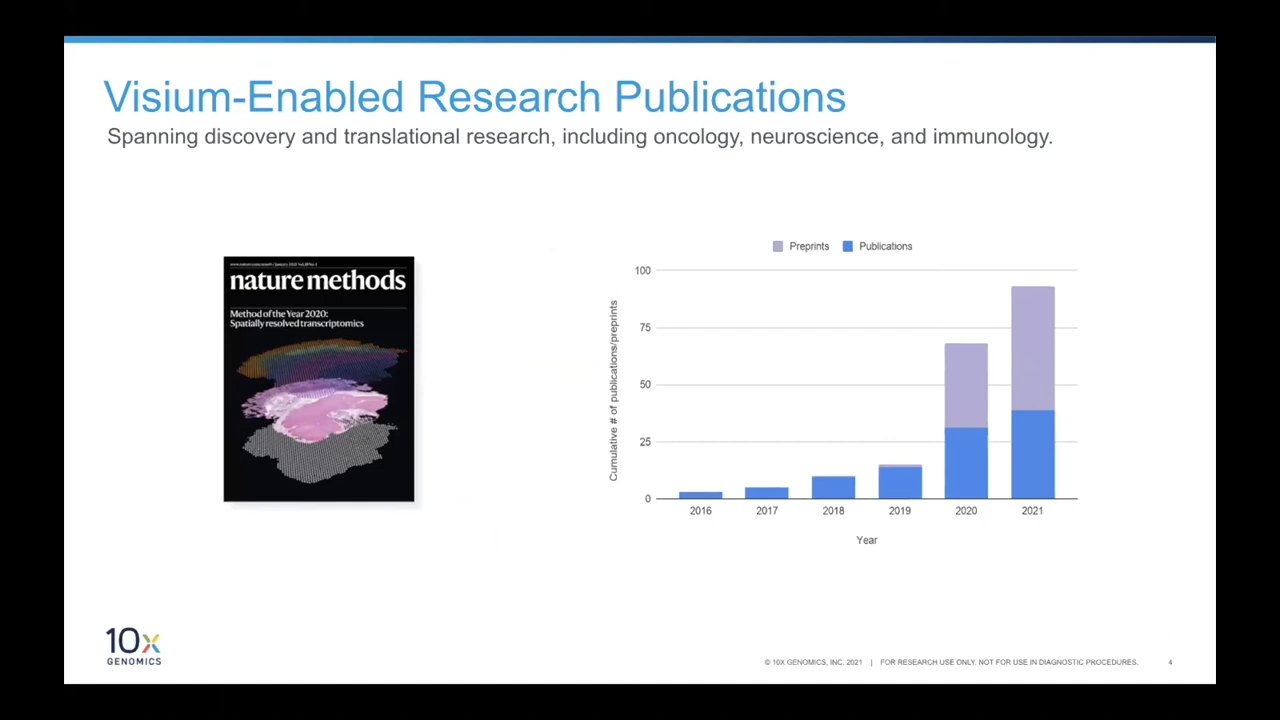 Visium-Enabled Research Publications
Spanning discovery and translational research, including oncology, neuroscience, and immunology.
nature methods
Method of the Year 2020:
Spatially resolved transcriptomics
Preprints
Publications
Cumulative # of publications/preprints
100
75
50
25
0
2016 2017 2018 2019 2020 2021
Year
10x
GENOMICS
© 10X GENOMICS, INC. 2021 | FOR RESEARCH USE ONLY. NOT FOR USE IN DIAGNOSTIC PROCEDURES. 4